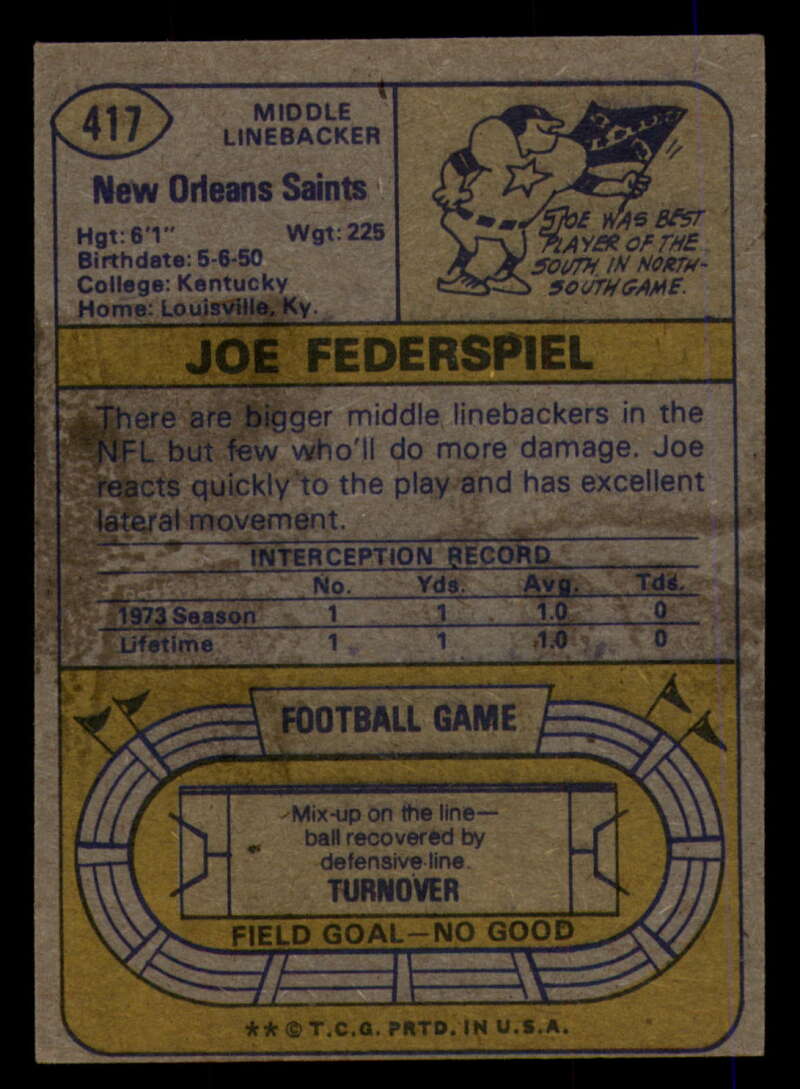 417
MIDDLE
LINEBACKER
New Orleans Saints
Hgt: 6'1" Wgt: 225
Birthdate: 5-6-50
College: Kentucky
Home: Louisville, Ky.
JOE WAS BEST
PLAYER OF THE
SOUTH IN NORTH-
SOUTH GAME.
JOE FEDERSPIEL
There are bigger middle linebackers in the
NFL but few who'll do more damage. Joe
reacts quickly to the play and has excellent
lateral movement.
INTERCEPTION RECORD
No. Yds. Avg. Tds.
1973 Season 1 1 1.0 0
Lifetime 1 1 1.0 0
FOOTBALL GAME
Mix-up on the line—
ball recovered by
defensive line.
TURNOVER
FIELD GOAL—NO GOOD
** © T.C.G. PRTD. IN U.S.A.